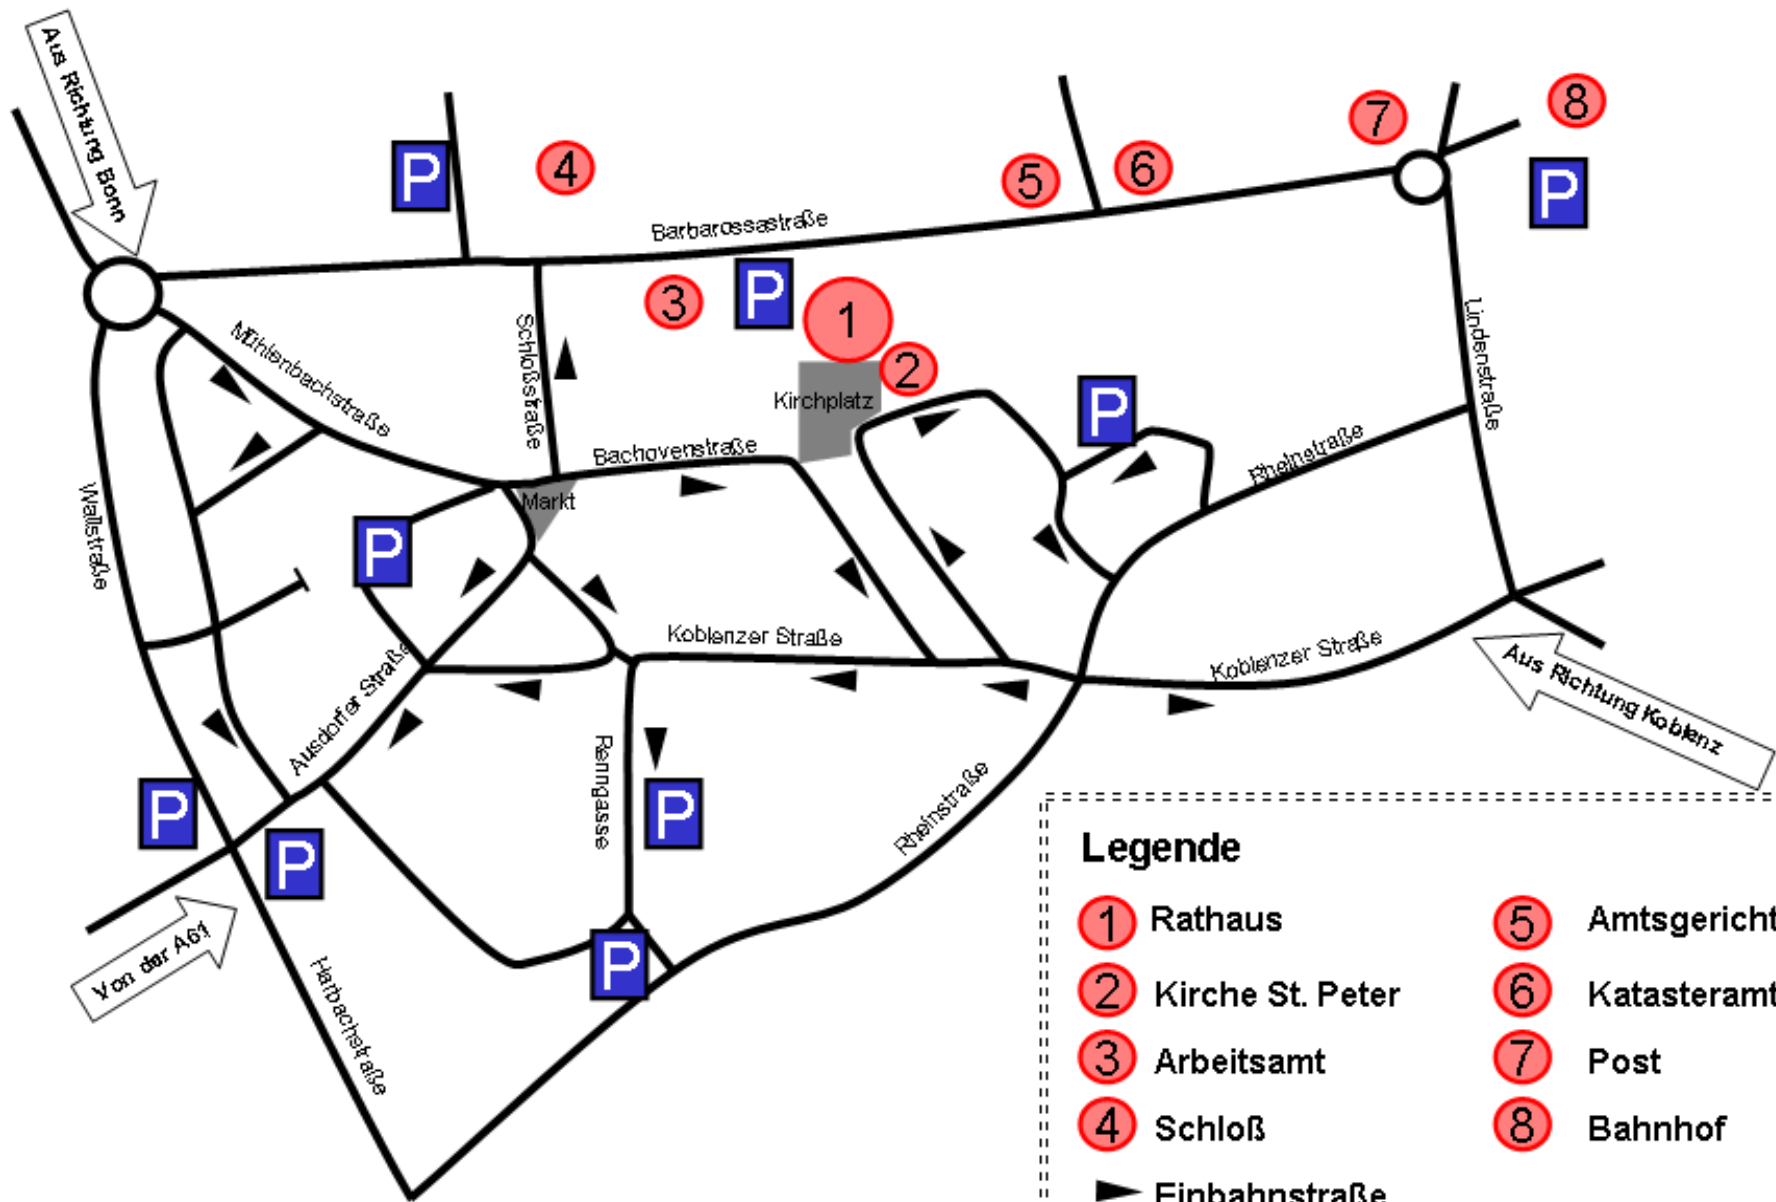 Aus Richtung Bonn
P
4
5
6
7
8
P
Barbarossastraße
3
P
1
2
Mühlenbachstraße
Schloßstraße
Kirchplatz
P
Lindenstraße
Bachovenstraße
Rheinstraße
Markt
Wallstraße
P
Koblenzer Straße
Koblenzer Straße
Aus Richtung Koblenz
Ausdorfer Straße
Renngasse
Rheinstraße
P
P
P
P
Von der A61
Harbachstraße
Legende
1 Rathaus
5 Amtsgericht
2 Kirche St. Peter
6 Katasteramt
3 Arbeitsamt
7 Post
4 Schloß
8 Bahnhof
Einbahnstraße